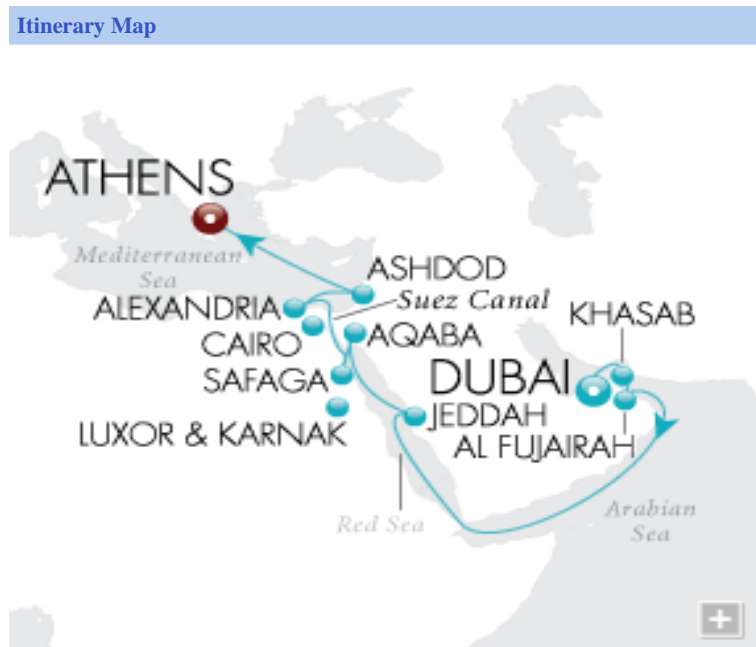 Itinerary Map
ATHENS
Mediterranean
Sea
ASHDOD
ALEXANDRIA
Suez Canal
KHASAB
CAIRO
AQABA
SAFAGA
DUBAI
JEDDAH
LUXOR & KARNAK
AL FUJAIRAH
Red Sea
Arabian
Sea